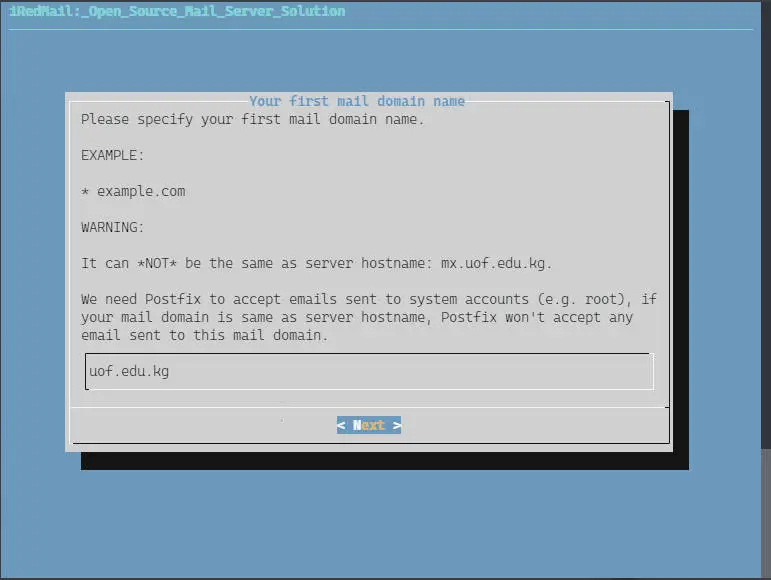 iRedMail:_Open_Source_Mail_Server_Solution
Your first mail domain name
Please specify your first mail domain name.
EXAMPLE:
* example.com
WARNING:
It can *NOT* be the same as server hostname: mx.uof.edu.kg.
We need Postfix to accept emails sent to system accounts (e.g. root), if
your mail domain is same as server hostname, Postfix won't accept any
email sent to this mail domain.
uof.edu.kg
< Next >